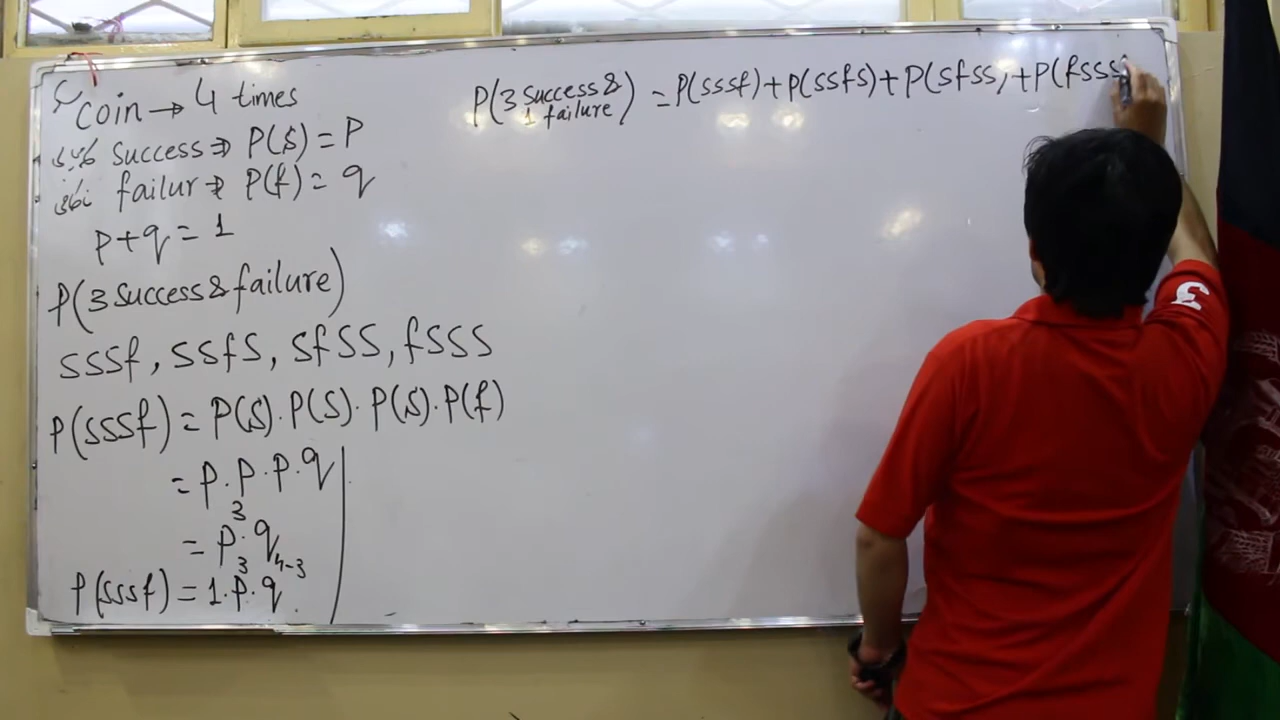 coin → 4 times
success ⇒ P(s) = P
failur ⇒ P(f) = q
p+q = 1
P(3 success & failure)
sssf, ssfs, sfss, fsss
P(sssf) = P(s).P(s).P(s).P(f)
= p.p.p.q
= p³.q
P(sssf) = 1.p³.q⁴⁻³
P(3 success & 1 failure) = P(sssf)+P(ssfs)+P(sfss)+P(fsss
£